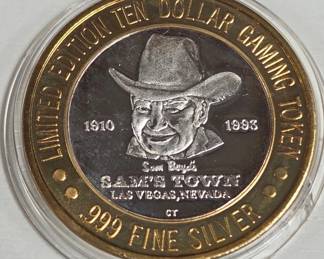 LIMITED EDITION TEN DOLLAR GAMING TOKEN
1910 1993
Sam Boyd's
SAM'S TOWN
LAS VEGAS, NEVADA
CT
.999 FINE SILVER